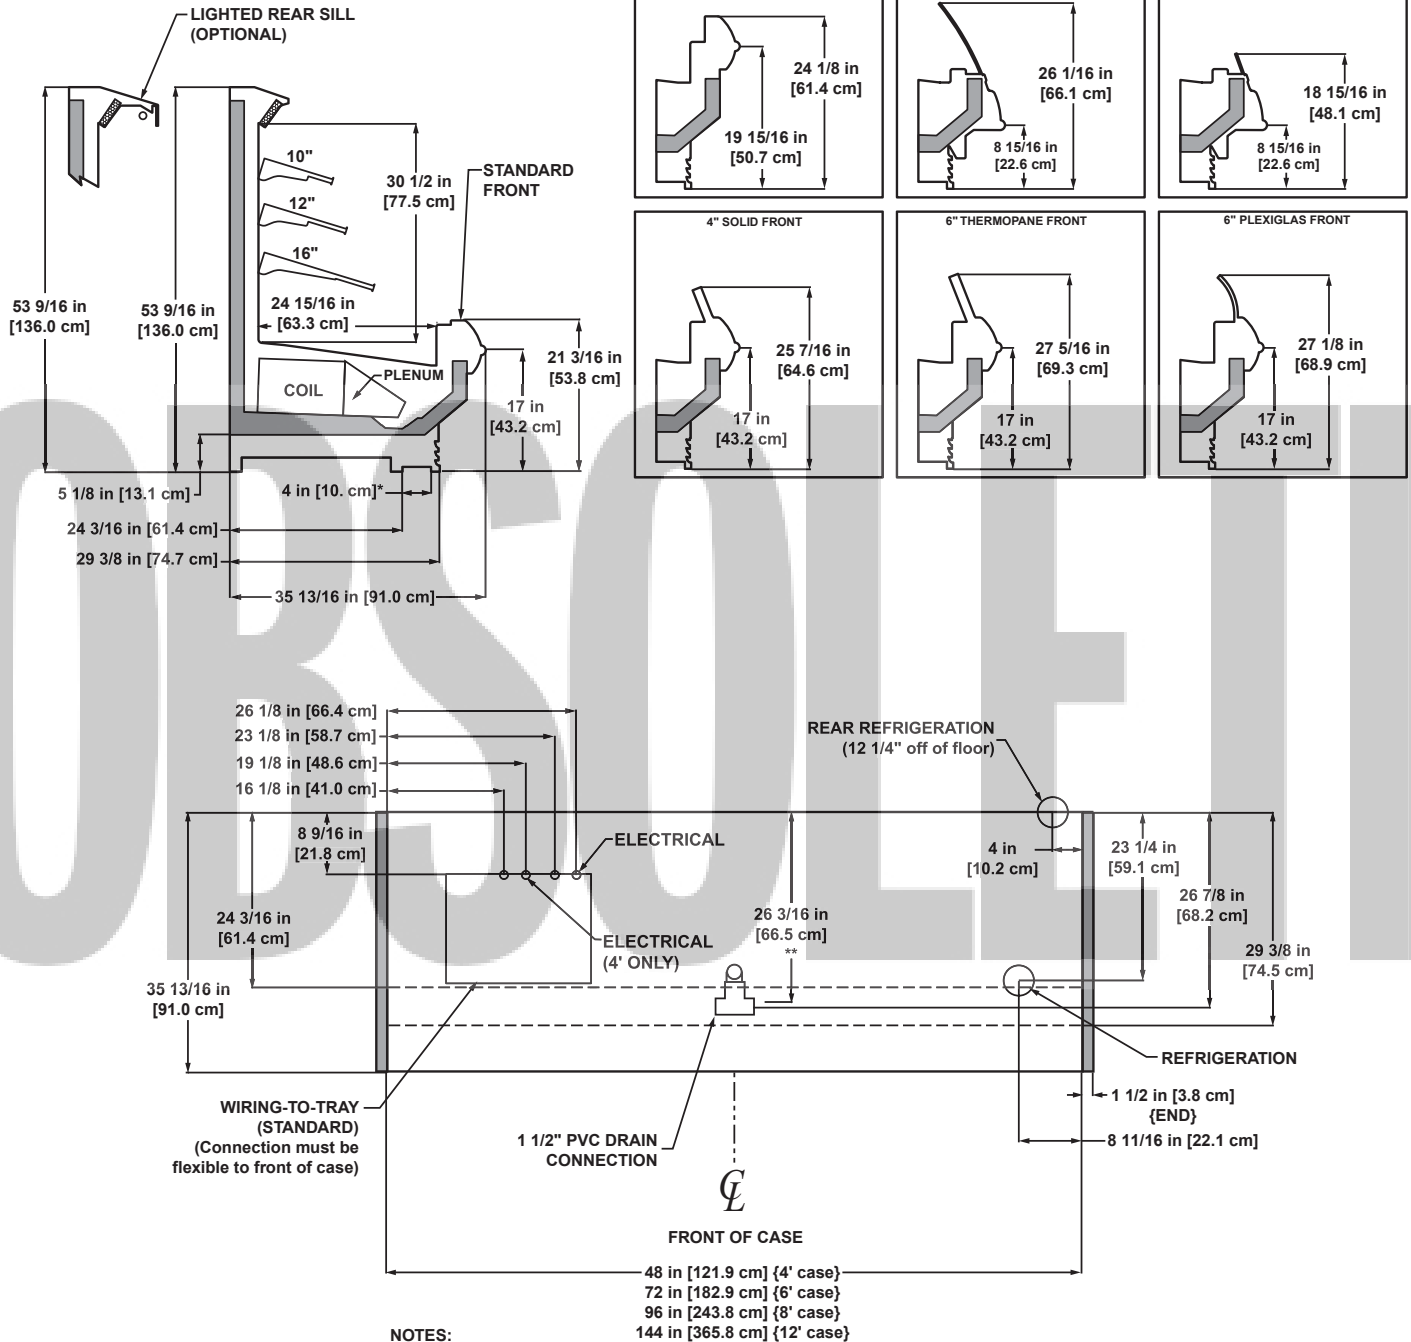 LIGHTED REAR SILL
(OPTIONAL)
10"
12"
16"
30 1/2 in
[77.5 cm]
STANDARD
FRONT
53 9/16 in
[136.0 cm]
53 9/16 in
[136.0 cm]
24 15/16 in
[63.3 cm]
COIL
PLENUM
21 3/16 in
[53.8 cm]
17 in
[43.2 cm]
5 1/8 in [13.1 cm]
4 in [10. cm]*
24 3/16 in [61.4 cm]
29 3/8 in [74.7 cm]
35 13/16 in [91.0 cm]
24 1/8 in
[61.4 cm]
19 15/16 in
[50.7 cm]
26 1/16 in
[66.1 cm]
8 15/16 in
[22.6 cm]
18 15/16 in
[48.1 cm]
8 15/16 in
[22.6 cm]
4" SOLID FRONT
25 7/16 in
[64.6 cm]
17 in
[43.2 cm]
6" THERMOPANE FRONT
27 5/16 in
[69.3 cm]
17 in
[43.2 cm]
6" PLEXIGLAS FRONT
27 1/8 in
[68.9 cm]
17 in
[43.2 cm]
OBSOLETE
26 1/8 in [66.4 cm]
23 1/8 in [58.7 cm]
19 1/8 in [48.6 cm]
16 1/8 in [41.0 cm]
REAR REFRIGERATION
(12 1/4" off of floor)
8 9/16 in
[21.8 cm]
ELECTRICAL
4 in
[10.2 cm]
23 1/4 in
[59.1 cm]
26 7/8 in
[68.2 cm]
24 3/16 in
[61.4 cm]
26 3/16 in
[66.5 cm]
**
ELECTRICAL
(4' ONLY)
29 3/8 in
[74.5 cm]
35 13/16 in
[91.0 cm]
REFRIGERATION
1 1/2 in [3.8 cm]
{END}
8 11/16 in [22.1 cm]
WIRING-TO-TRAY
(STANDARD)
(Connection must be
flexible to front of case)
1 1/2" PVC DRAIN
CONNECTION
CL
FRONT OF CASE
48 in [121.9 cm] {4' case}
72 in [182.9 cm] {6' case}
96 in [243.8 cm] {8' case}
144 in [365.8 cm] {12' case}
NOTES: